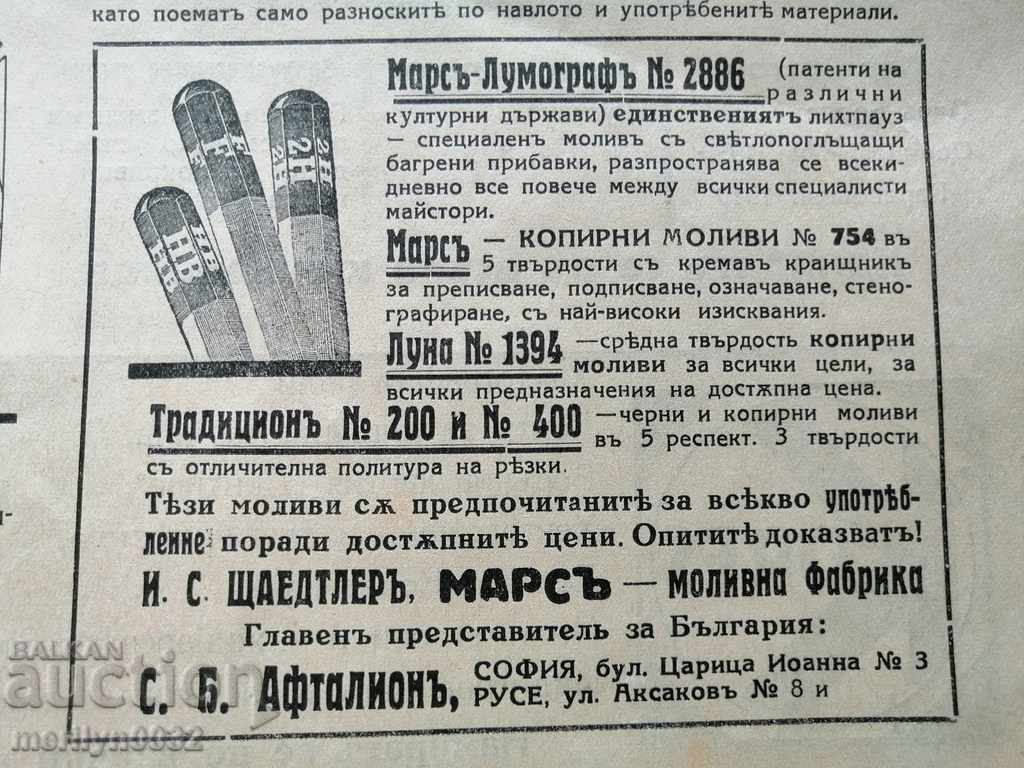 като поематъ само разноскитѣ по навлото и употрѣбенитѣ материали.
Марсъ-Лумографъ № 2886 (патенти на
различни
културни държави) единствениятъ лихтпауз
— специаленъ моливъ съ свѣтлопоглъщащи
багрени прибавки, разпространява се всеки-
дневно все повече между всички специалисти
майстори.
Марсъ — КОПИРНИ МОЛИВИ № 754 въ
5 твърдости съ кремавъ краищникъ
за преписване, подписване, означаване, стено-
графиране, съ най-високи изисквания.
Луна № 1394 —срѣдна твърдость копирни
моливи за всички цели, за
всички предназначения на достѫпна цена.
Традиционъ № 200 и № 400 —черни и копирни моливи
въ 5 респект. 3 твърдости
съ отличителна политура на рѣзки.
Тѣзи моливи сѫ предпочитанитѣ за всѣкво употрѣб-
ление поради достѫпнитѣ цени. Опититѣ доказватъ!
И. С. ЩАЕДТЛЕРЪ, МАРСЪ — моливна фабрика
Главенъ представитель за България:
С. Б. Афталионъ, СОФИЯ, бул. Царица Иоанна № 3
РУСЕ, ул. Аксаковъ № 8 и
F
2H
HB
BALKAN
auction
merilyn0032